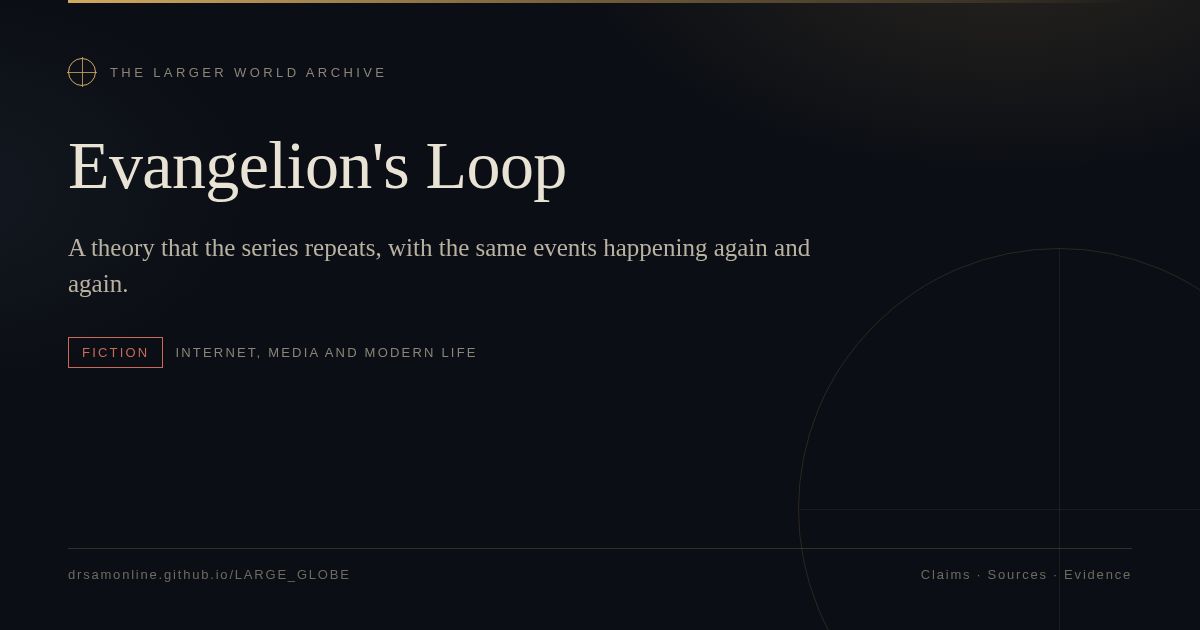 THE LARGER WORLD ARCHIVE
Evangelion's Loop
A theory that the series repeats, with the same events happening again and
again.
FICTION INTERNET, MEDIA AND MODERN LIFE
drsamonline.github.io/LARGE_GLOBE Claims · Sources · Evidence